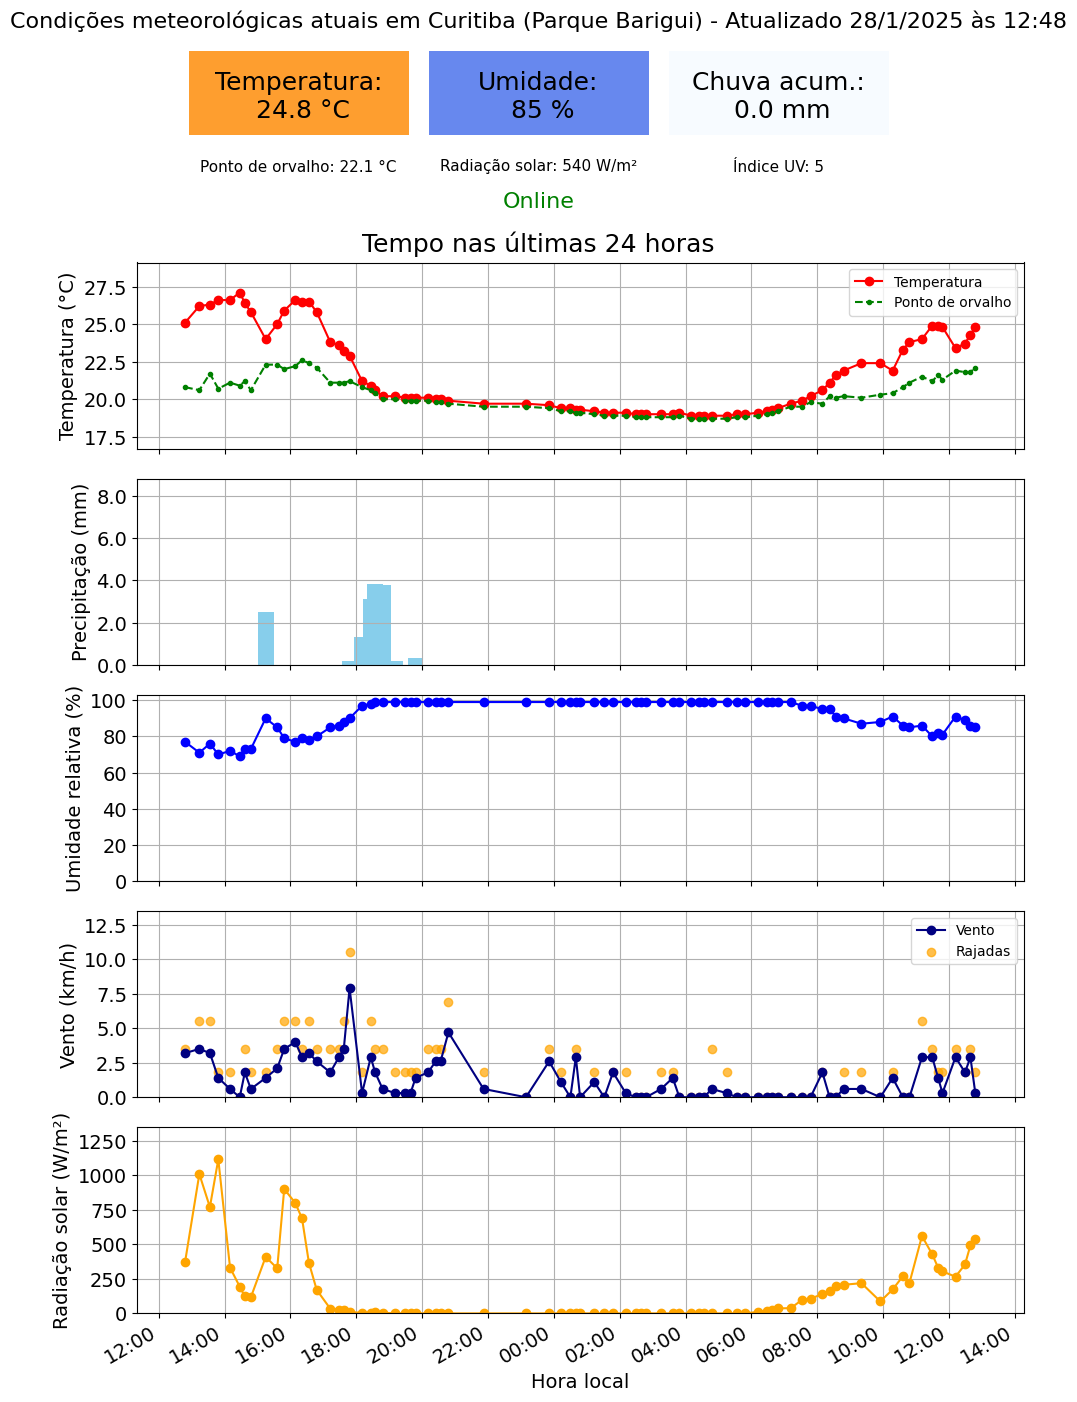 Condições meteorológicas atuais em Curitiba (Parque Barigui) - Atualizado 28/1/2025 às 12:48
Temperatura:
24.8 °C
Umidade:
85 %
Chuva acum.:
0.0 mm
Ponto de orvalho: 22.1 °C
Radiação solar: 540 W/m²
Índice UV: 5
Online
Tempo nas últimas 24 horas
Temperatura (°C)
27.5
25.0
22.5
20.0
17.5
Temperatura
Ponto de orvalho
Precipitação (mm)
8.0
6.0
4.0
2.0
0.0
Umidade relativa (%)
100
80
60
40
20
0
Vento (km/h)
12.5
10.0
7.5
5.0
2.5
0.0
Vento
Rajadas
Radiação solar (W/m²)
1250
1000
750
500
250
0
12:00
14:00
16:00
18:00
20:00
22:00
00:00
02:00
04:00
06:00
08:00
10:00
12:00
14:00
Hora local